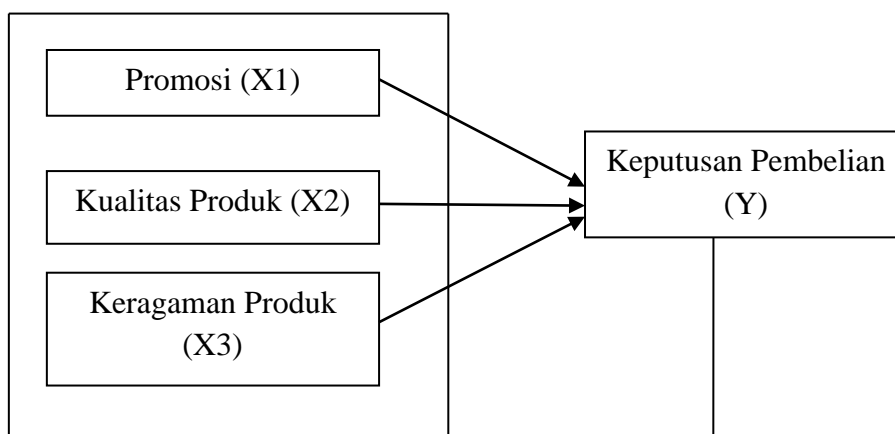 Promosi (X1)
Kualitas Produk (X2)
Keragaman Produk
(X3)
Keputusan Pembelian
(Y)